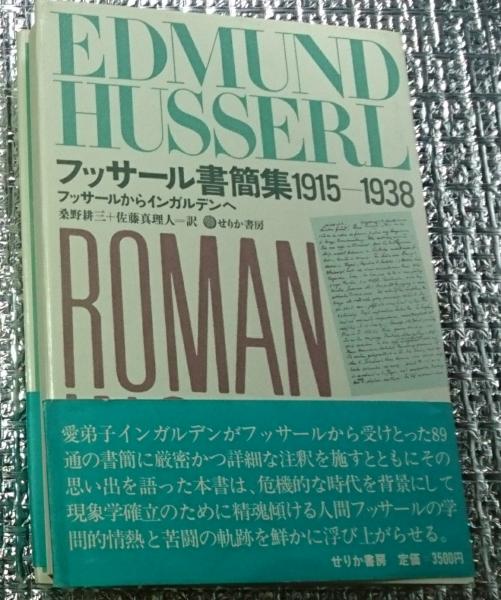 EDMUND
HUSSERL
フッサール書簡集1915—1938
フッサールからインガルデンへ
桑野耕三+佐藤真理人=訳 せりか書房
ROMAN
愛弟子インガルデンがフッサールから受けとった89
通の書簡に厳密かつ詳細な注釈を施すとともにその
思い出を語った本書は、危機的な時代を背景にして
現象学確立のために精魂傾ける人間フッサールの学
問的情熱と苦闘の軌跡を鮮かに浮び上がらせる。
せりか書房 定価=3500円